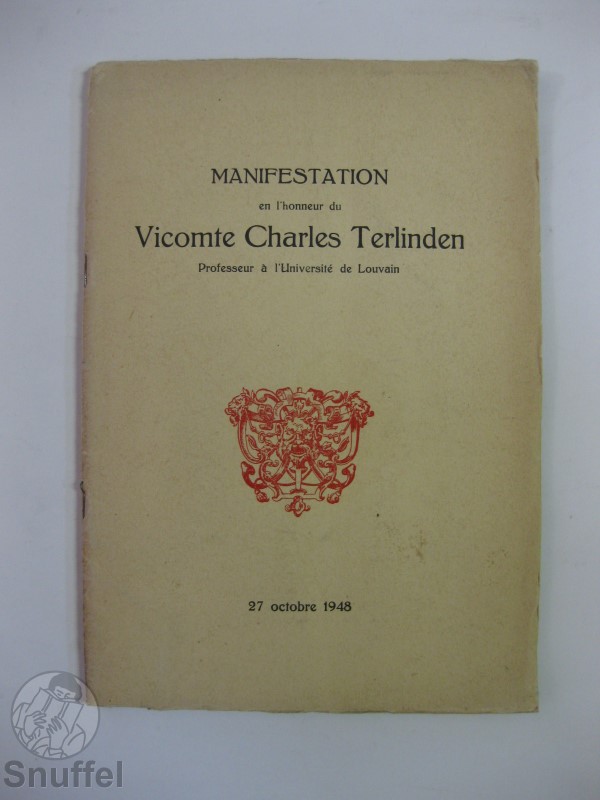 MANIFESTATION
en l'honneur du
Vicomte Charles Terlinden
Professeur à l'Université de Louvain
27 octobre 1948
Snuffel